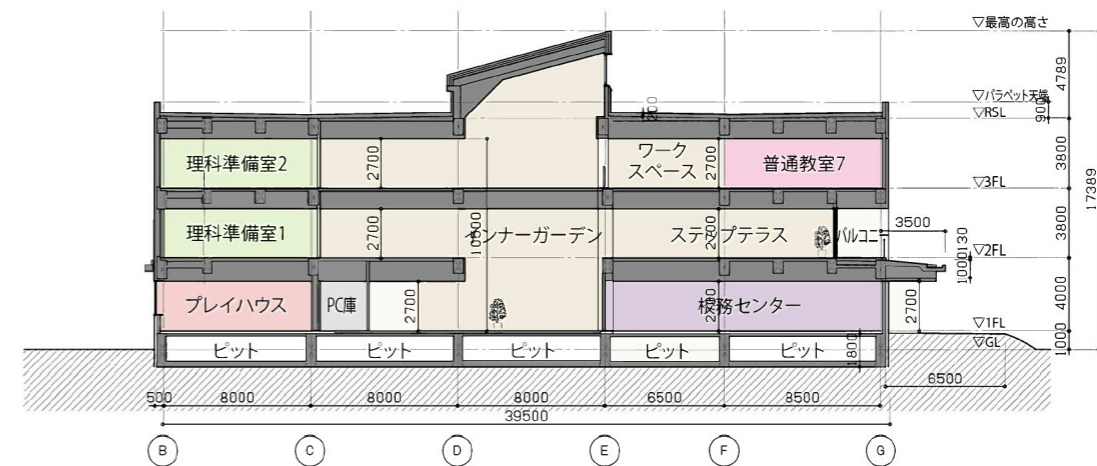 ▽最高の高さ
4789
▽パラペット天端
900
▽RSL
理科準備室2
2700
ワーク
スペース
2700
普通教室7
3800
17389
▽3FL
理科準備室1
2700
インナーガーデン
ステップテラス
2700
バルコニー
3500
3800
130
▽2FL
1000
プレイハウス
PC庫
2700
校務センター
2700
2700
4000
▽1FL
ピット
ピット
ピット
ピット
ピット
1800
▽GL
1000
6500
500
8000
8000
8000
6500
8500
39500
B
C
D
E
F
G